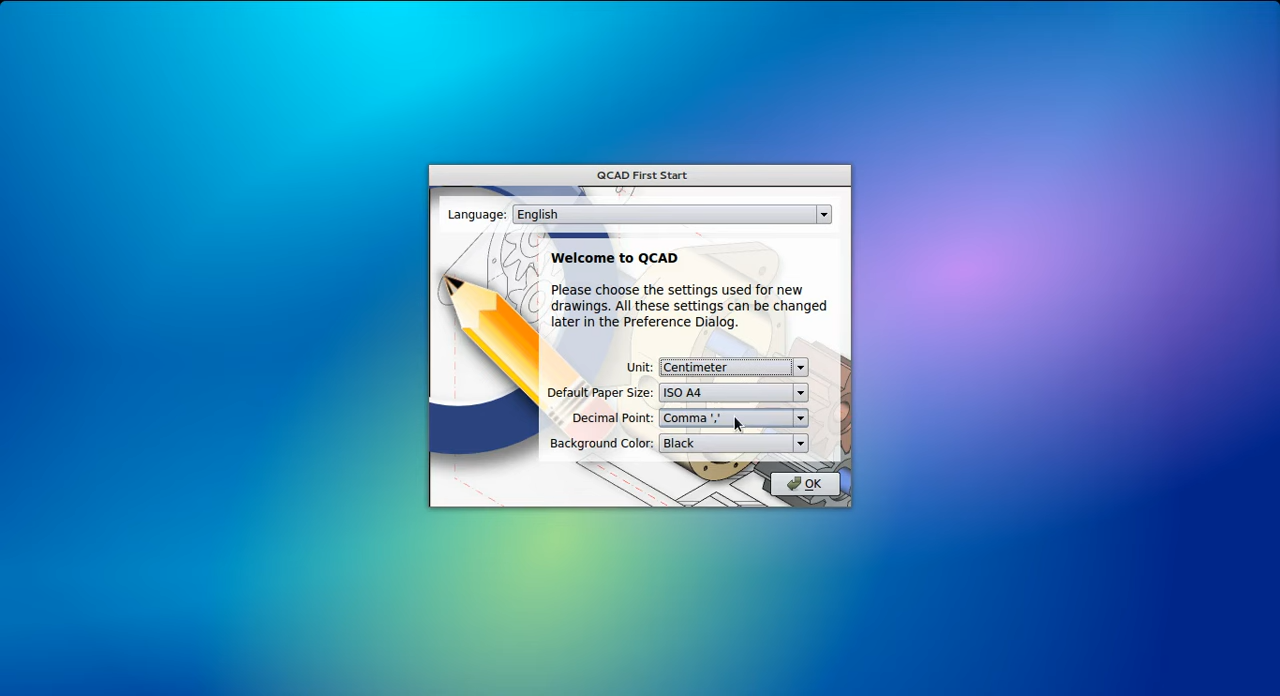 QCAD First Start
Language: English
Welcome to QCAD
Please choose the settings used for new
drawings. All these settings can be changed
later in the Preference Dialog.
Unit: Centimeter
Default Paper Size: ISO A4
Decimal Point: Comma ','
Background Color: Black
OK